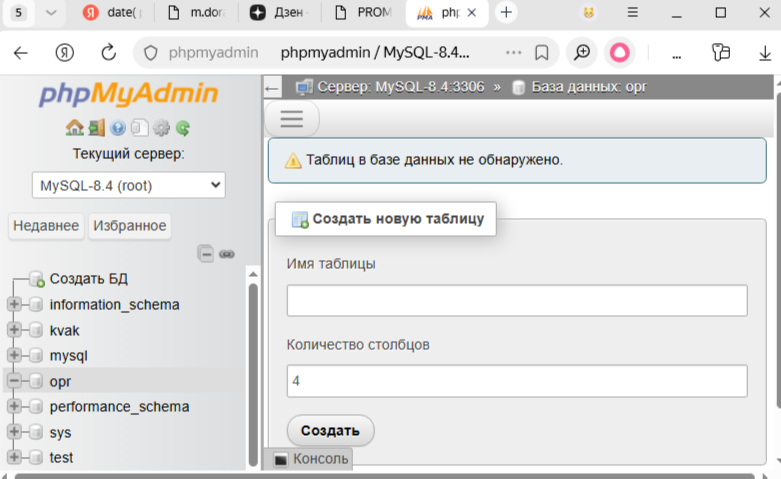 5
date(
m.dor
Дзен -
PROM
php
phpmyadmin
phpmyadmin / MySQL-8.4...
phpMyAdmin
Текущий сервер:
MySQL-8.4 (root)
Недавнее
Избранное
Создать БД
information_schema
kvak
mysql
opr
performance_schema
sys
test
Сервер: MySQL-8.4:3306 » База данных: opr
Таблиц в базе данных не обнаружено.
Создать новую таблицу
Имя таблицы
Количество столбцов
4
Создать
Консоль